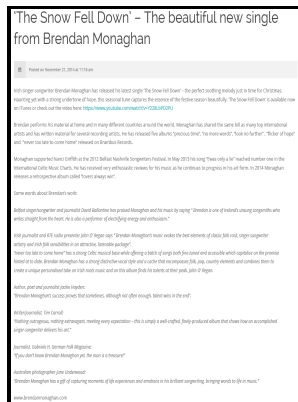 ‘The Snow Fell Down’ – The beautiful new single
from Brendan Monaghan
Posted on November 21, 2014 at 11:18 am
Irish singer songwriter Brendan Monaghan has released his latest single ‘The Snow Fell Down’ – the perfect soothing melody just in time for Christmas.
Haunting yet with a strong undertone of hope, this seasonal tune captures the essence of the festive season beautifully. ‘The Snow Fell Down’ is available now
on iTunes or check out the video here:
Brendan performs his material at home and in many different countries around the world. Monaghan has shared the same bill as many top international
artists and has written material for several recording artists. He has released five albums “precious time”, “no more words”, “look no farther”, “flicker of hope”
and “never too late to come home” released on Records.
Monaghan supported Nanci Griffith at the 2012 Belfast Nashville Songwriters Festival. In May 2013 his song “these only a lie” reached number one in the
International Celtic Music Charts. He has received very enthusiastic reviews for his music as he continues to progress in his art form. In 2014 Monaghan
releases a retrospective album called “lovers always wait”.
Some words about Brendan’s work:
Belfast singer/songwriter and journalist David Ballantine has praised Monaghan and his music by saying “ Brendan is one of Ireland’s unsung songsmiths who
writes straight from the heart. He is also a performer of electrifying energy and enthusiasm.”
Irish journalist and RTE radio presenter John O’ Regan says “ Brendan Monaghan’s music weaves the best elements of classic folk rock, singer songwriter
artistry and Irish folk sensibilities in an attractive, listenable package”.
“never too late to come home” has a strong Celtic musical base while offering a batch of songs both fine toned and accessible which capitalise on the promise
hinted at to date. Brendan Monaghan has a strong distinctive vocal style and a cache that encompasses folk, pop, country elements and combines them to
create a unique personalised take on Irish roots music and on this album finds his talents at their peak. John O’ Regan.
Author, poet and journalist Jackie Hayden:
“Brendan Monaghan’s success proves that sometimes, although not often enough, talent wins in the end”.
Writer/journalist, Tim Carroll:
“Nothing outrageous, nothing extravagant, meeting every expectation – this is simply a well crafted, finely-produced album that shows how an accomplished
singer-songwriter delivers his art.”
Journalist, Gabriele H. German Folk Magazine:
“If you don’t know Brendan Monaghan yet, the man is a treasure”
Australian photographer June Underwood:
“Brendan Monaghan has a gift of capturing moments of life experiences and emotions in his brilliant songwriting, bringing words to life in music.”
www.brendanmonaghan.com